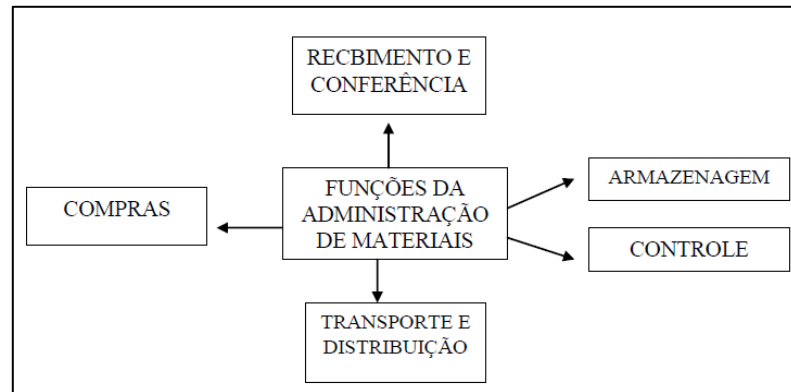 RECBIMENTO E
CONFERÊNCIA
COMPRAS
FUNÇÕES DA
ADMINISTRAÇÃO
DE MATERIAIS
ARMAZENAGEM
CONTROLE
TRANSPORTE E
DISTRIBUIÇÃO